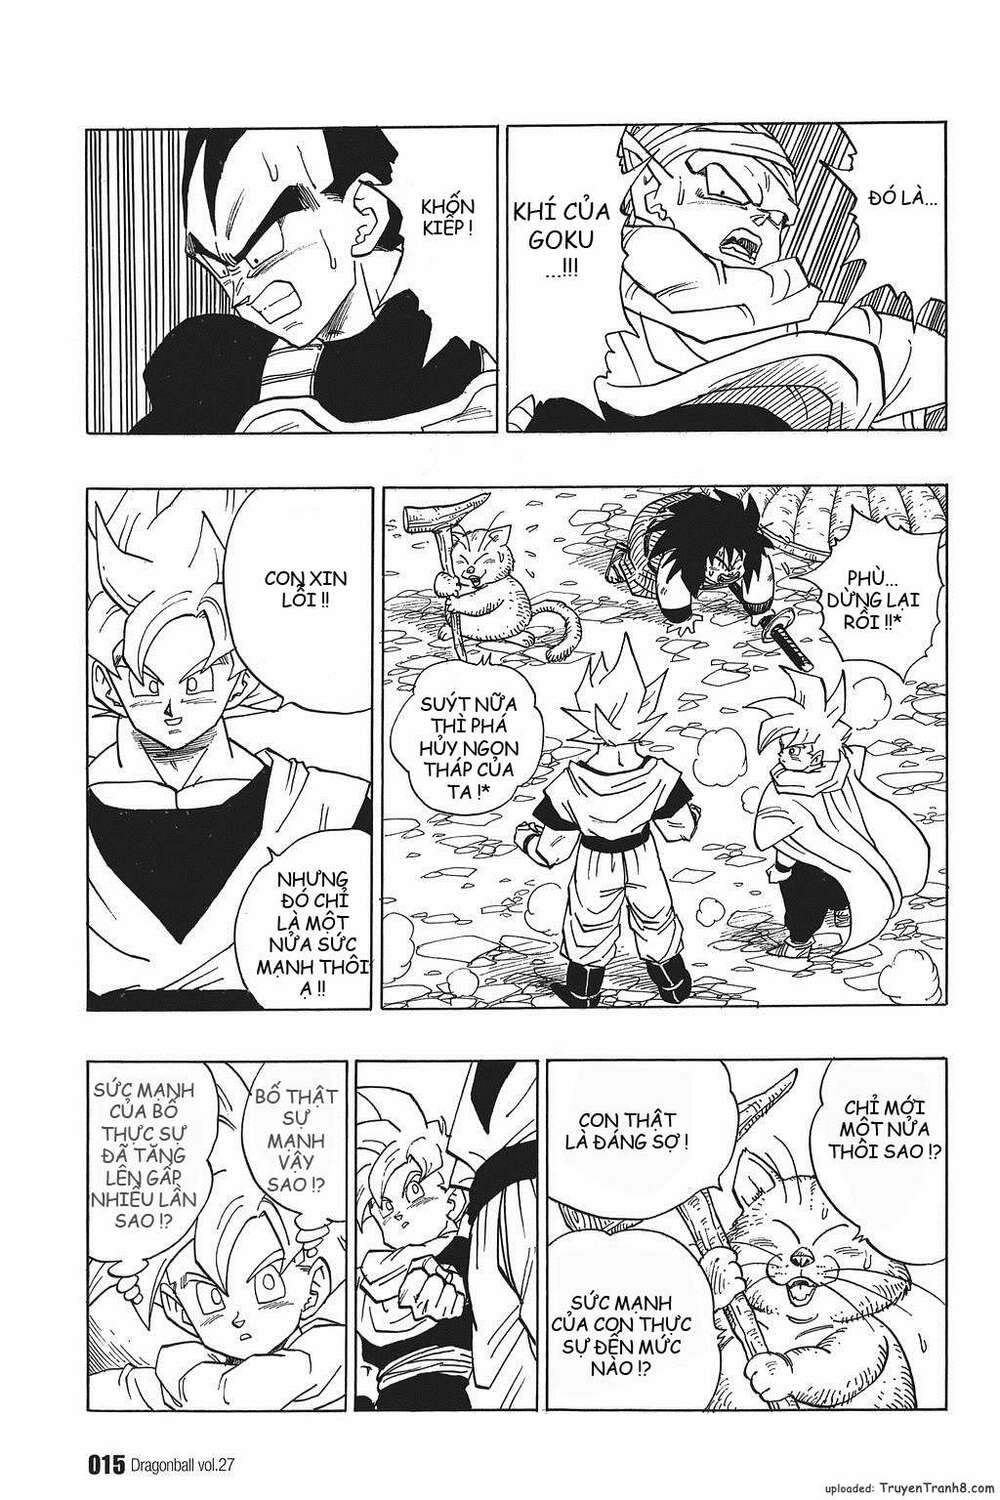 ĐÓ LÀ...
KHÍ CỦA
GOKU
...!!!
KHỐN
KIẾP !
PHÙ...
DỪNG LẠI
RỒI !!*
SUÝT NỮA
THÌ PHÁ
HỦY NGỌN
THÁP CỦA
TA !*
CON XIN
LỖI !!
NHƯNG
ĐÓ CHỈ
LÀ MỘT
NỬA SỨC
MẠNH THÔI
Ạ !!
CHỈ MỚI
MỘT NỬA
THÔI SAO !?
CON THẬT
LÀ ĐÁNG SỢ !
SỨC MẠNH
CỦA CON THỰC
SỰ ĐẾN MỨC
NÀO !?
BỐ THẬT
SỰ
MẠNH
VẬY
SAO !?
SỨC MẠNH
CỦA BỐ
THỰC SỰ
ĐÃ TĂNG
LÊN GẤP
NHIỀU LẦN
SAO !?
015 Dragonball vol.27
uploaded: TruyenTranh8.com